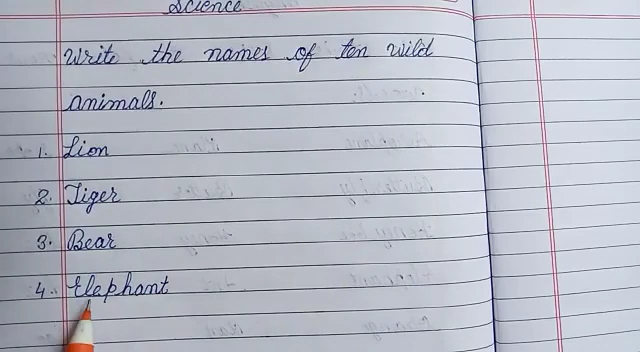 Science
Write the names of ten wild
animals.
1. Lion
2. Tiger
3. Bear
4. Elephant